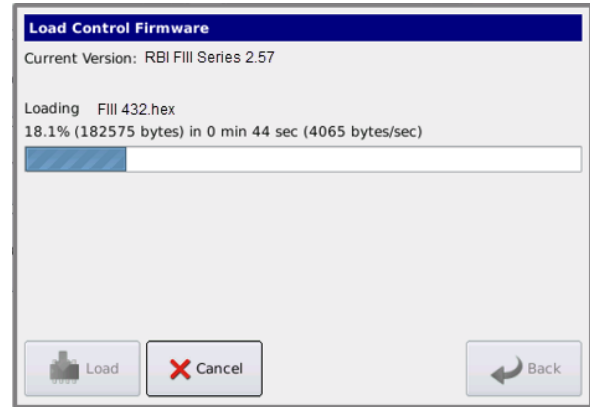 Load Control Firmware
Current Version: RBI FIII Series 2.57
Loading FIII 432.hex
18.1% (182575 bytes) in 0 min 44 sec (4065 bytes/sec)
Load Cancel Back